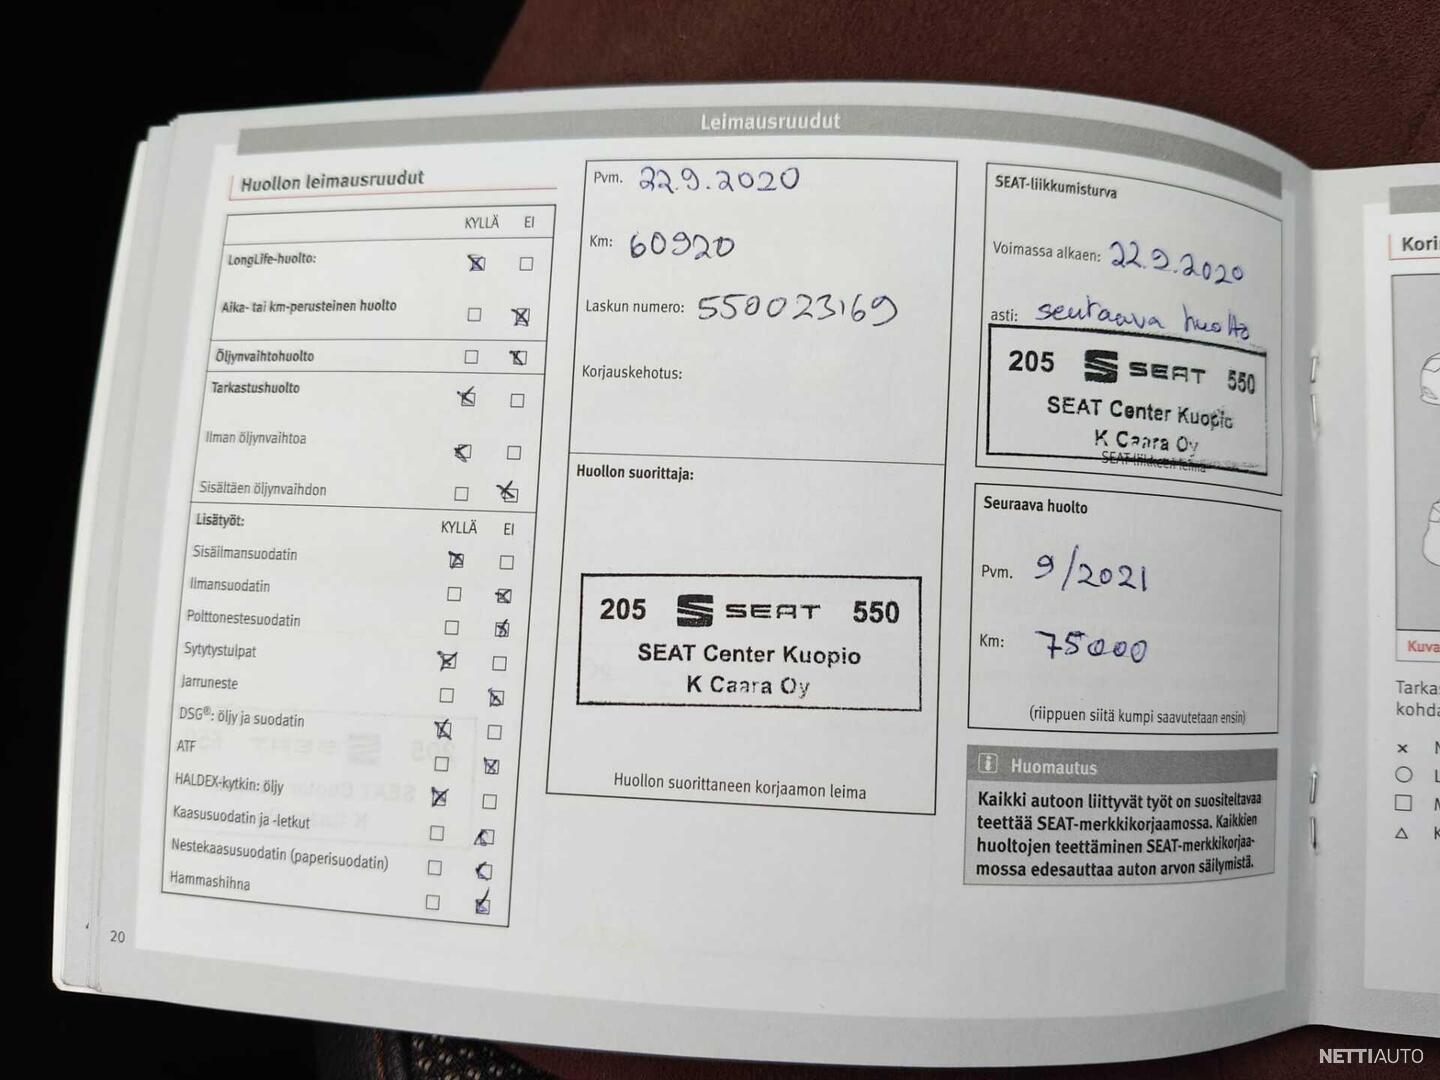 Leimausruudut
Huollon leimausruudut
KYLLÄ EI
LongLife-huolto:
Aika- tai km-perusteinen huolto
Öljynvaihtohuolto
Tarkastushuolto
Ilman öljynvaihtoa
Sisältäen öljynvaihdon
Lisätyöt: KYLLÄ EI
Sisäilmansuodatin
Ilmansuodatin
Polttonestesuodatin
Sytytystulpat
Jarruneste
DSG®: öljy ja suodatin
ATF
HALDEX-kytkin: öljy
Kaasusuodatin ja -letkut
Nestekaasusuodatin (paperisuodatin)
Hammashihna
20
Pvm. 22.9.2020
Km: 60920
Laskun numero: 550023169
Korjauskehotus:
Huollon suorittaja:
205 SEAT 550
SEAT Center Kuopio
K Caara Oy
Huollon suorittaneen korjaamon leima
SEAT-liikkumisturva
Voimassa alkaen: 22.9.2020
asti: seuraava huolto
205 SEAT 550
SEAT Center Kuopio
K Caara Oy
SEAT-liikkeen leima
Seuraava huolto
Pvm. 9/2021
Km: 75000
(riippuen siitä kumpi saavutetaan ensin)
Huomautus
Kaikki autoon liittyvät työt on suositeltavaa
teettää SEAT-merkkikorjaamossa. Kaikkien
huoltojen teettäminen SEAT-merkkikorjaa-
mossa edesauttaa auton arvon säilymistä.
Kori
Kuva
Tarka
kohda
NETTIAUTO